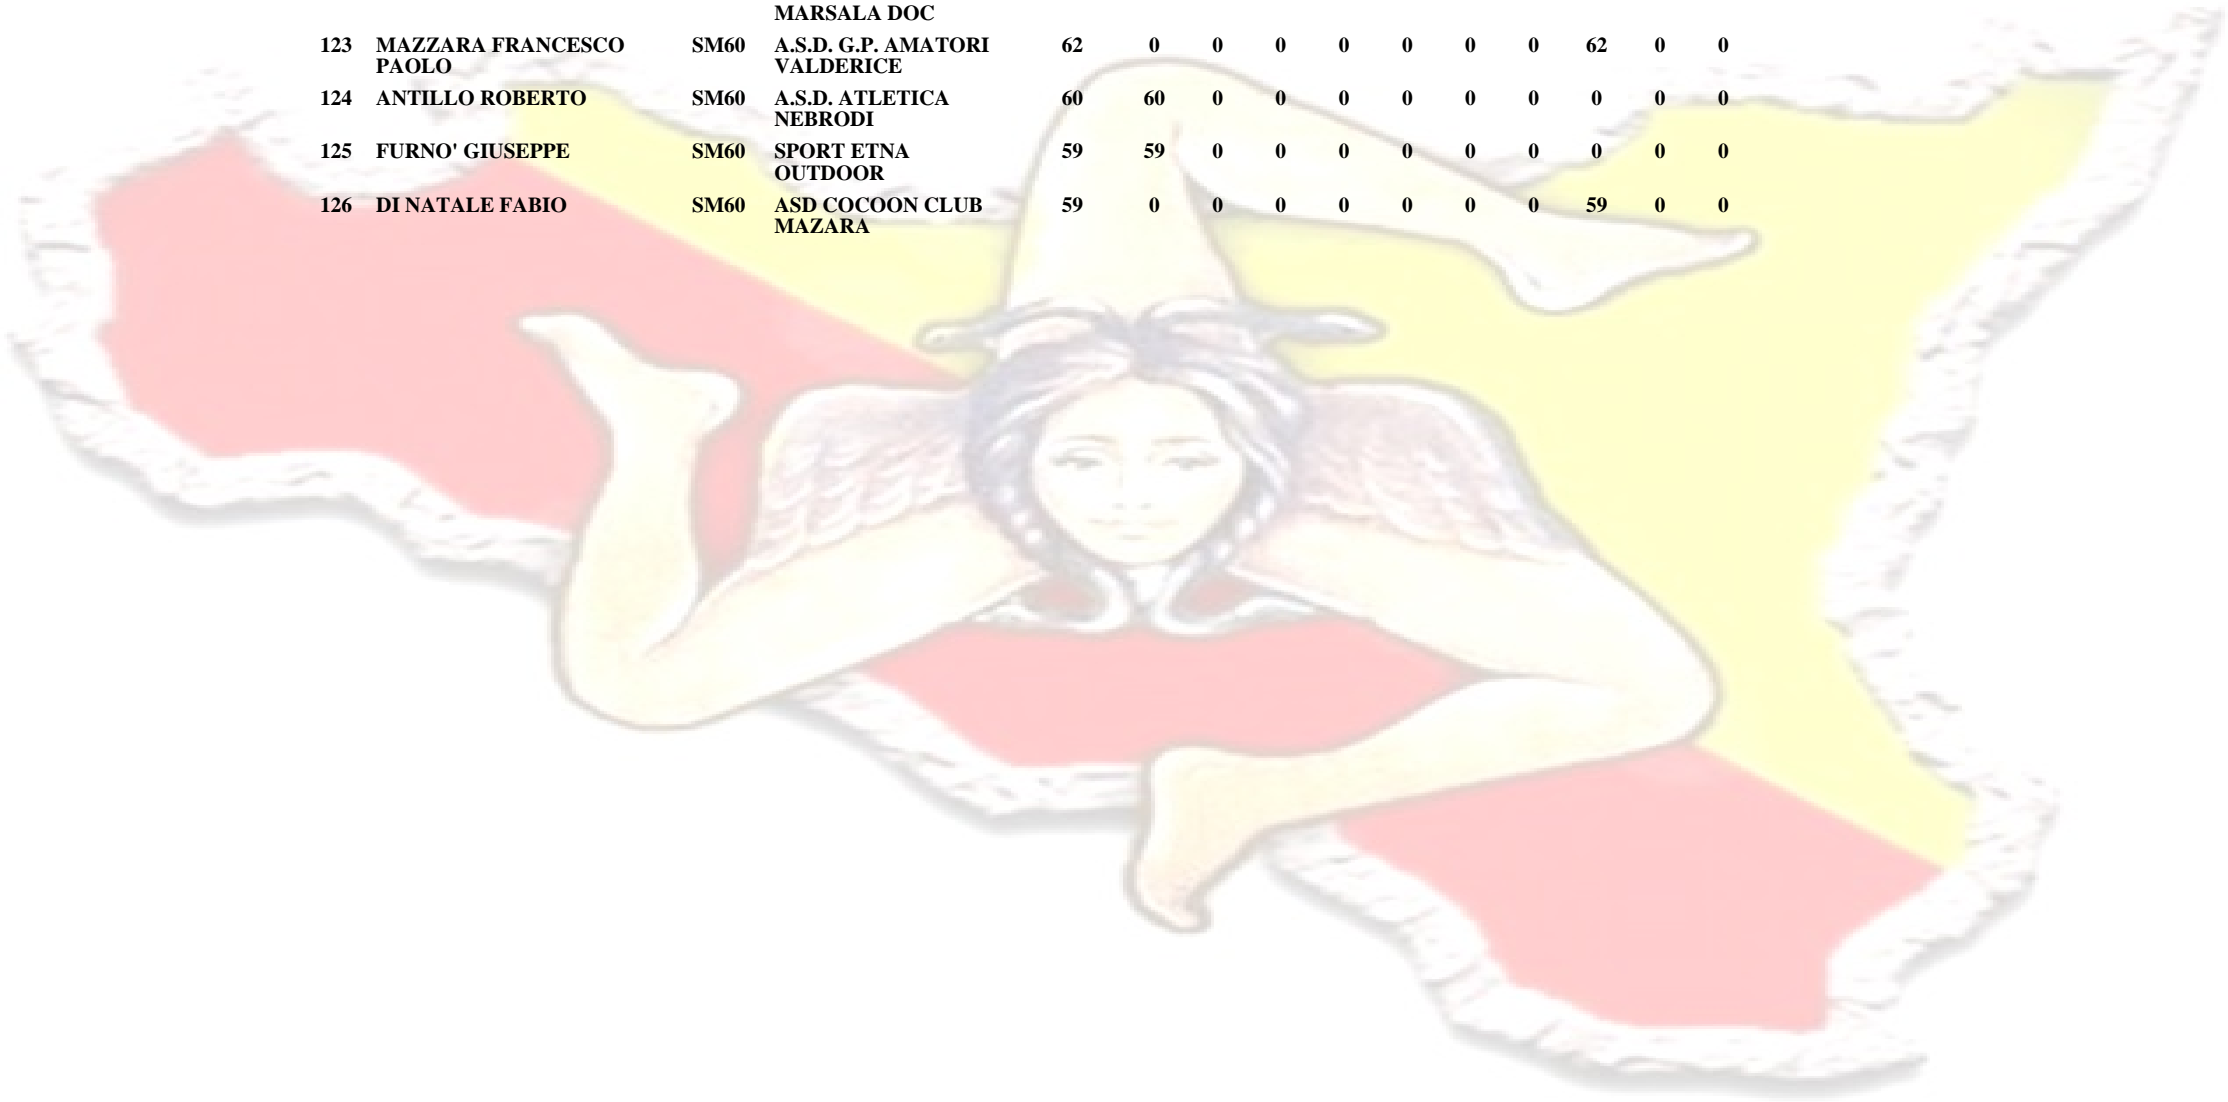 MARSALA DOC
123 MAZZARA FRANCESCO SM60 A.S.D. G.P. AMATORI 62 0 0 0 0 0 0 0 62 0 0
PAOLO VALDERICE
124 ANTILLO ROBERTO SM60 A.S.D. ATLETICA 60 60 0 0 0 0 0 0 0 0 0
NEBRODI
125 FURNO' GIUSEPPE SM60 SPORT ETNA 59 59 0 0 0 0 0 0 0 0 0
OUTDOOR
126 DI NATALE FABIO SM60 ASD COCOON CLUB 59 0 0 0 0 0 0 0 59 0 0
MAZARA